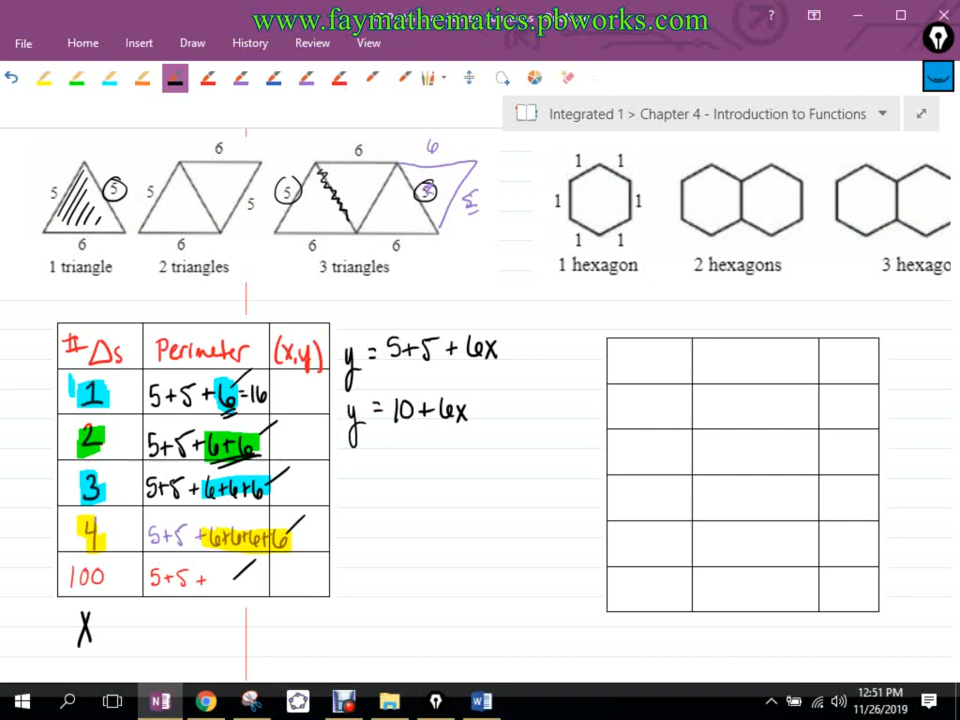 www.faymathematics.pbworks.com
File Home Insert Draw History Review View
Integrated 1 > Chapter 4 - Introduction to Functions
5 5 6
1 triangle
6 5 5 6
2 triangles
6 6 5 5 5 6 6
3 triangles
1 1 1 1 1 1
1 hexagon
2 hexagons
3 hexago
# Δs Perimeter (x,y)
1 5+5+6=16
2 5+5+6+6
3 5+5+6+6+6
4 5+5+6+6+6+6
100 5+5+
X
y = 5+5+6x
y = 10+6x
12:51 PM
11/26/2019